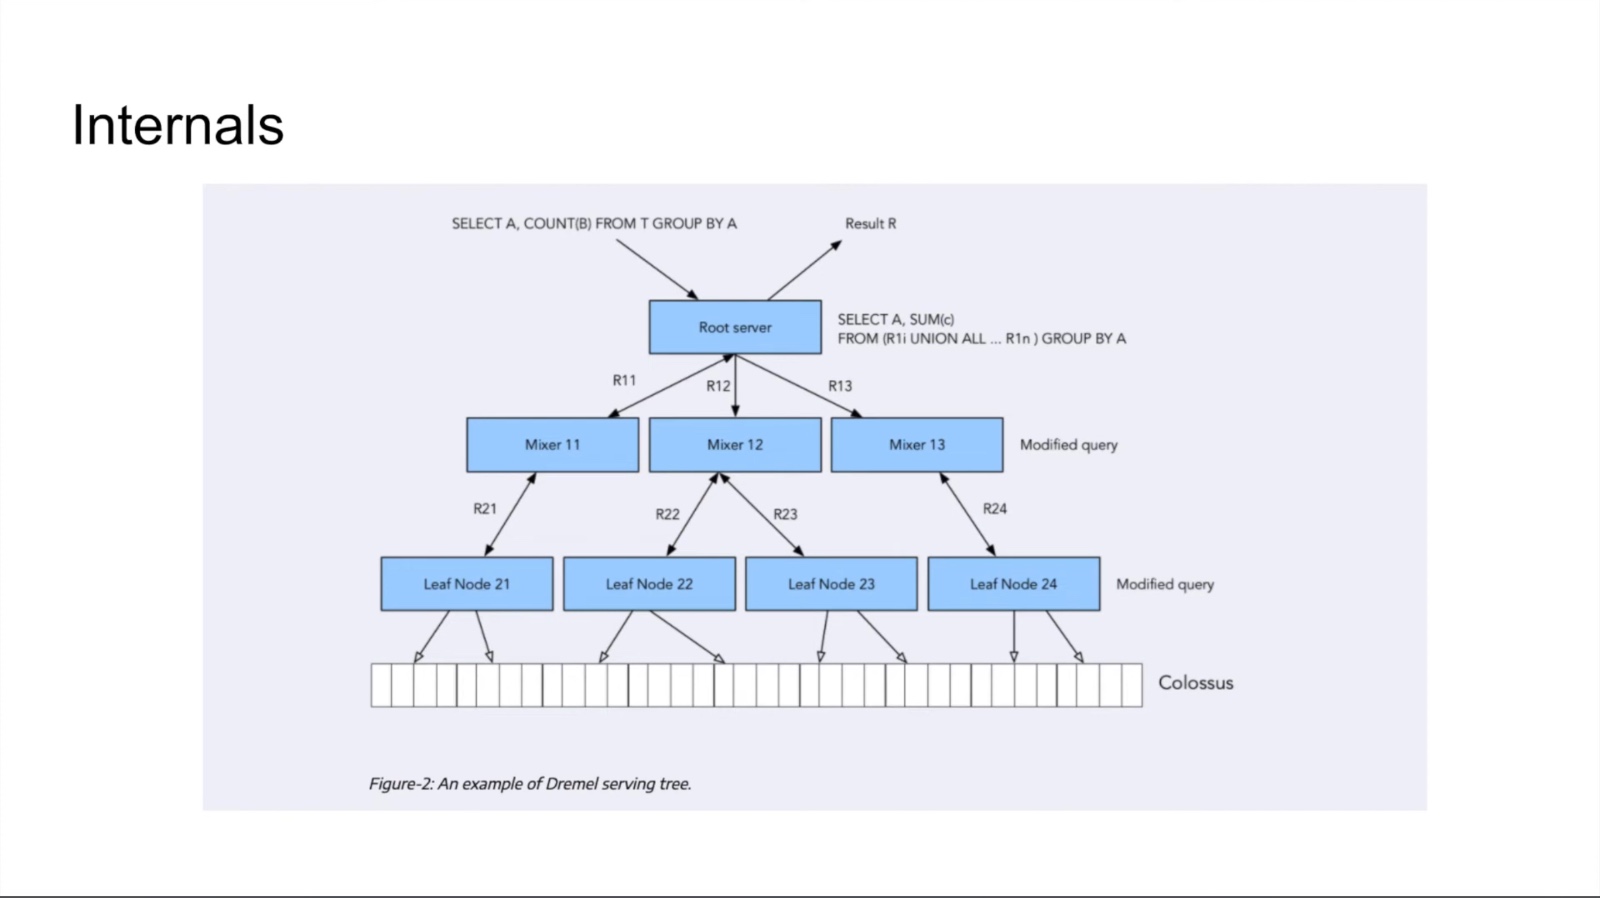 Internals
SELECT A, COUNT(B) FROM T GROUP BY A
Result R
Root server
SELECT A, SUM(c)
FROM (R1i UNION ALL ... R1n ) GROUP BY A
R11
R12
R13
Mixer 11
Mixer 12
Mixer 13
Modified query
R21
R22
R23
R24
Leaf Node 21
Leaf Node 22
Leaf Node 23
Leaf Node 24
Modified query
Colossus
Figure-2: An example of Dremel serving tree.